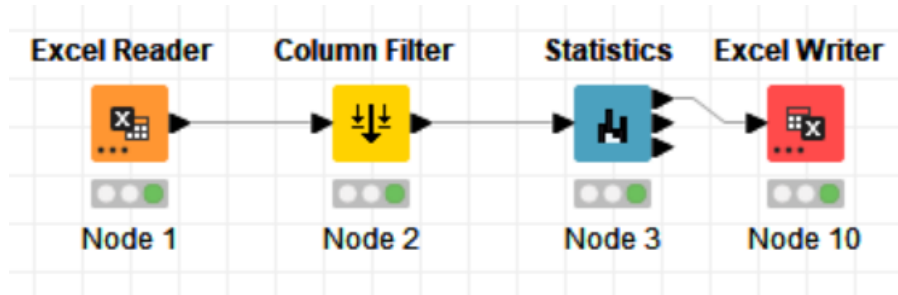 Excel Reader
Column Filter
Statistics
Excel Writer
Node 1
Node 2
Node 3
Node 10